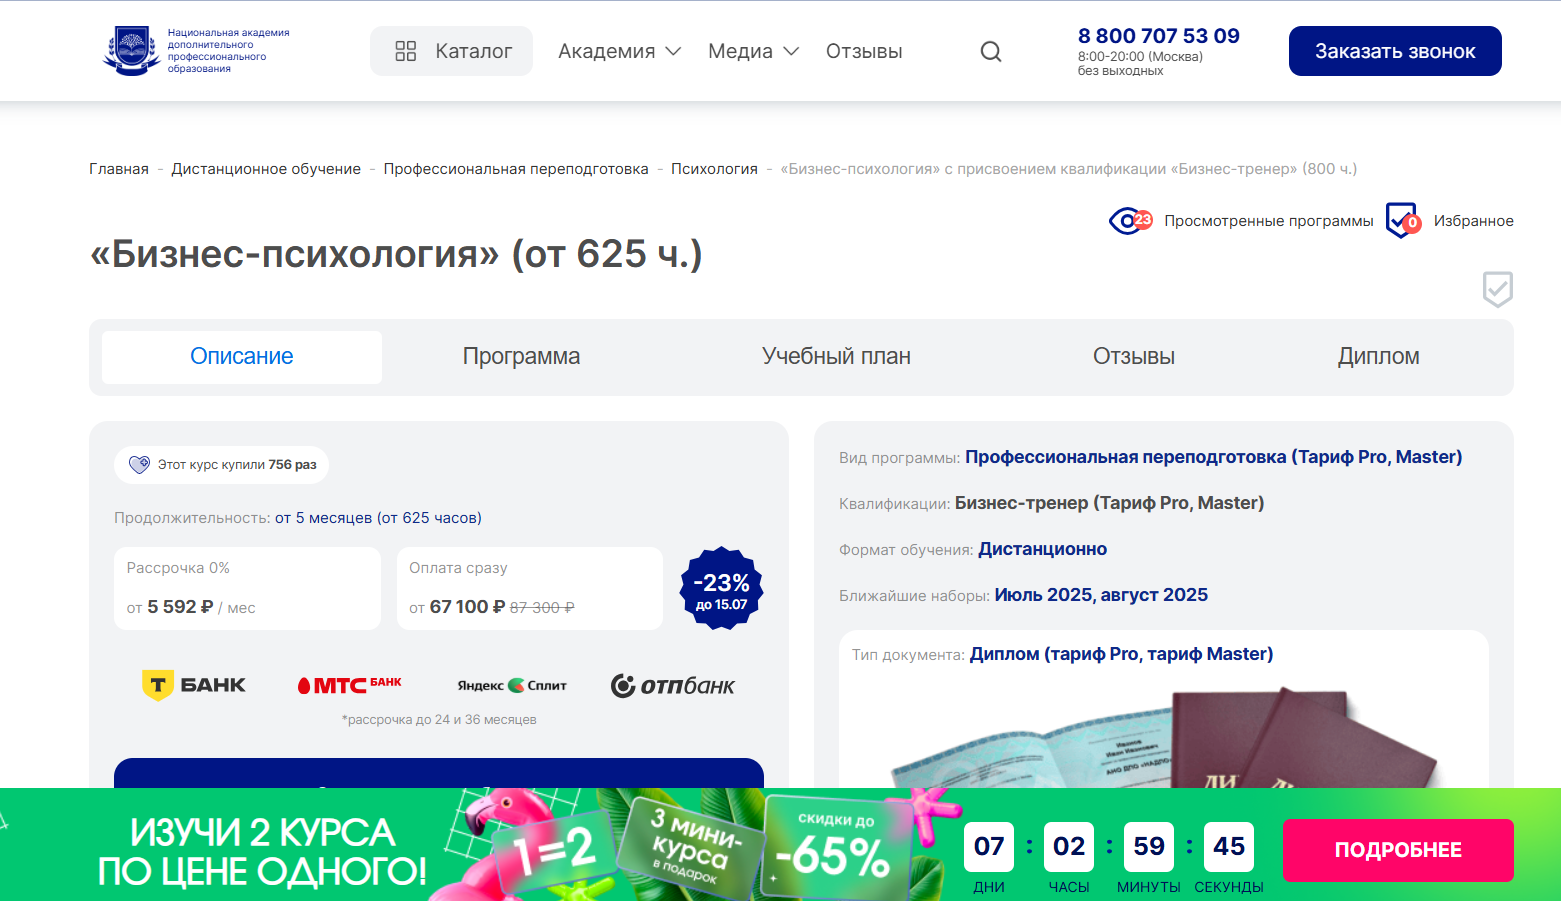 Национальная академия
дополнительного
профессионального
образования
Каталог
Академия
Медиа
Отзывы
8 800 707 53 09
8:00-20:00 (Москва)
без выходных
Заказать звонок
Главная - Дистанционное обучение - Профессиональная переподготовка - Психология - «Бизнес-психология» с присвоением квалификации «Бизнес-тренер» (800 ч.)
23 Просмотренные программы
0 Избранное
«Бизнес-психология» (от 625 ч.)
Описание
Программа
Учебный план
Отзывы
Диплом
Этот курс купили 756 раз
Продолжительность: от 5 месяцев (от 625 часов)
Рассрочка 0%
от 5 592 ₽ / мес
Оплата сразу
от 67 100 ₽ 87 300 ₽
-23%
до 15.07
Т БАНК
МТС БАНК
Яндекс Сплит
ОТПбанк
*рассрочка до 24 и 36 месяцев
Вид программы: Профессиональная переподготовка (Тариф Pro, Master)
Квалификации: Бизнес-тренер (Тариф Pro, Master)
Формат обучения: Дистанционно
Ближайшие наборы: Июль 2025, август 2025
Тип документа: Диплом (тариф Pro, тариф Master)
Иванов
Иван Иванович
АНО ДПО «НАДПО»
ИЗУЧИ 2 КУРСА
ПО ЦЕНЕ ОДНОГО!
1=2
3 мини-
курса
в подарок
скидки до
-65%
07 : 02 : 59 : 45
ДНИ ЧАСЫ МИНУТЫ СЕКУНДЫ
ПОДРОБНЕЕ